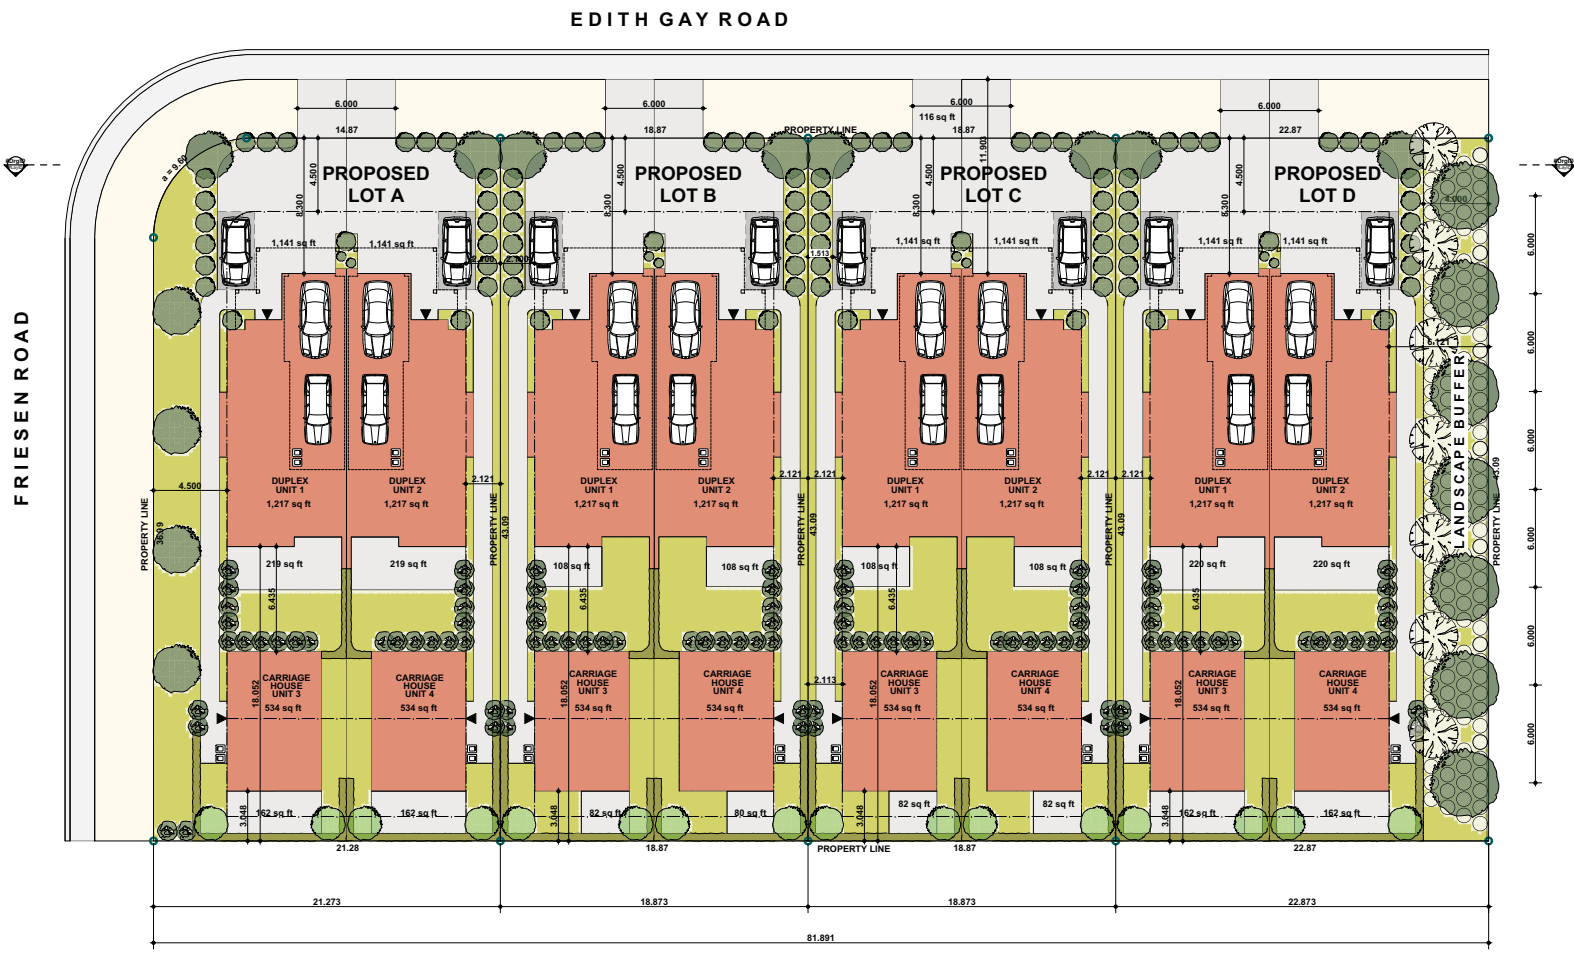 EDITH GAY ROAD
6.000
6.000
6.000
6.000
116 sq ft
14.87
18.87
PROPERTY LINE
18.87
22.87
a = 9.60
4.500
8.300
4.500
8.300
4.500
8.300
11.903
4.500
8.300
PROPOSED
LOT A
PROPOSED
LOT B
PROPOSED
LOT C
PROPOSED
LOT D
4.000
1,141 sq ft
1,141 sq ft
1,141 sq ft
1,141 sq ft
1,141 sq ft
1,141 sq ft
1,141 sq ft
1,141 sq ft
1.513
6.000
6.000
6.000
6.000
6.000
6.000
FRIESEN ROAD
6.121
LANDSCAPE BUFFER
DUPLEX
UNIT 1
1,217 sq ft
DUPLEX
UNIT 2
1,217 sq ft
DUPLEX
UNIT 1
1,217 sq ft
DUPLEX
UNIT 2
1,217 sq ft
DUPLEX
UNIT 1
1,217 sq ft
DUPLEX
UNIT 2
1,217 sq ft
DUPLEX
UNIT 1
1,217 sq ft
DUPLEX
UNIT 2
1,217 sq ft
4.500
2.121
2.121
2.121
2.121
2.121
PROPERTY LINE
36.09
PROPERTY LINE
43.09
PROPERTY LINE
43.09
PROPERTY LINE
43.09
PROPERTY LINE
43.09
219 sq ft
219 sq ft
108 sq ft
108 sq ft
108 sq ft
108 sq ft
220 sq ft
220 sq ft
6.435
6.435
6.435
6.435
CARRIAGE
HOUSE
UNIT 3
534 sq ft
CARRIAGE
HOUSE
UNIT 4
534 sq ft
CARRIAGE
HOUSE
UNIT 3
534 sq ft
CARRIAGE
HOUSE
UNIT 4
534 sq ft
CARRIAGE
HOUSE
UNIT 3
534 sq ft
CARRIAGE
HOUSE
UNIT 4
534 sq ft
CARRIAGE
HOUSE
UNIT 3
534 sq ft
CARRIAGE
HOUSE
UNIT 4
534 sq ft
18.052
18.052
18.052
18.052
2.113
162 sq ft
162 sq ft
82 sq ft
80 sq ft
82 sq ft
82 sq ft
162 sq ft
162 sq ft
3.048
3.048
3.048
3.048
21.28
18.87
PROPERTY LINE
18.87
22.87
21.273
18.873
18.873
22.873
81.891